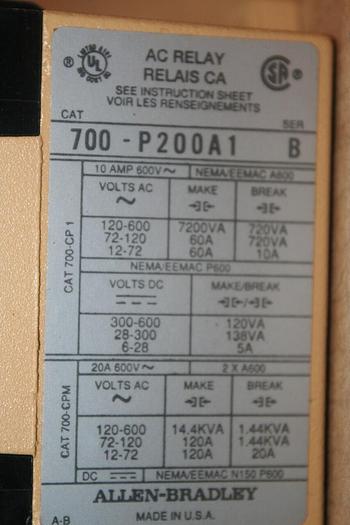 AC RELAY
RELAIS CA
SEE INSTRUCTION SHEET
VOIR LES RENSEIGNEMENTS
CAT SER
700 - P200A1 B
CAT 700-CP 1
10 AMP 600V~ NEMA/EEMAC A600
VOLTS AC MAKE BREAK
~
120-600 7200VA 720VA
72-120 60A 720VA
12-72 60A 10A
NEMA/EEMAC P600
VOLTS DC MAKE/BREAK
300-600 120VA
28-300 138VA
6-28 5A
CAT 700-CPM
20A 600V~ 2 X A600
VOLTS AC MAKE BREAK
~
120-600 14.4KVA 1.44KVA
72-120 120A 1.44KVA
12-72 120A 20A
DC NEMA/EEMAC N150 P600
ALLEN-BRADLEY
A-B MADE IN U.S.A.